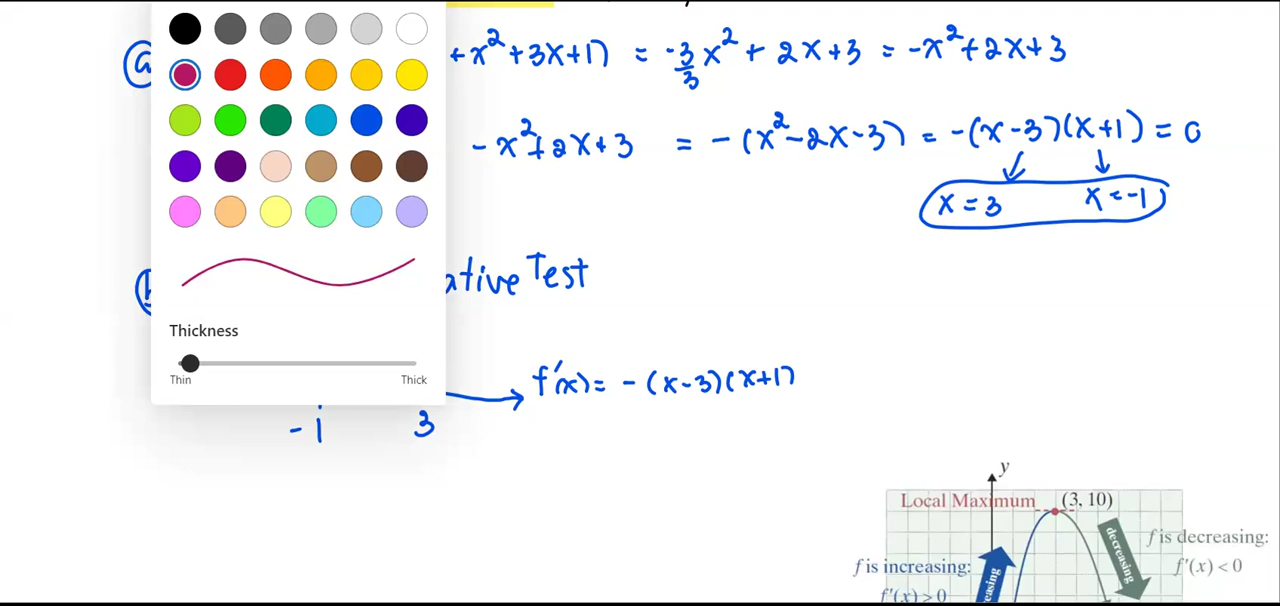 ⓐ + x² + 3x + 1) = -3/3 x² + 2x + 3 = -x² + 2x + 3
-x² + 2x + 3 = -(x² - 2x - 3) = -(x - 3)(x + 1) = 0
x = 3 x = -1
ative Test
Thickness
Thin Thick
f'(x) = -(x - 3)(x + 1)
-1 3
y
Local Maximum (3, 10)
f is decreasing:
f'(x) < 0
decreasing
f is increasing:
f'(x) > 0